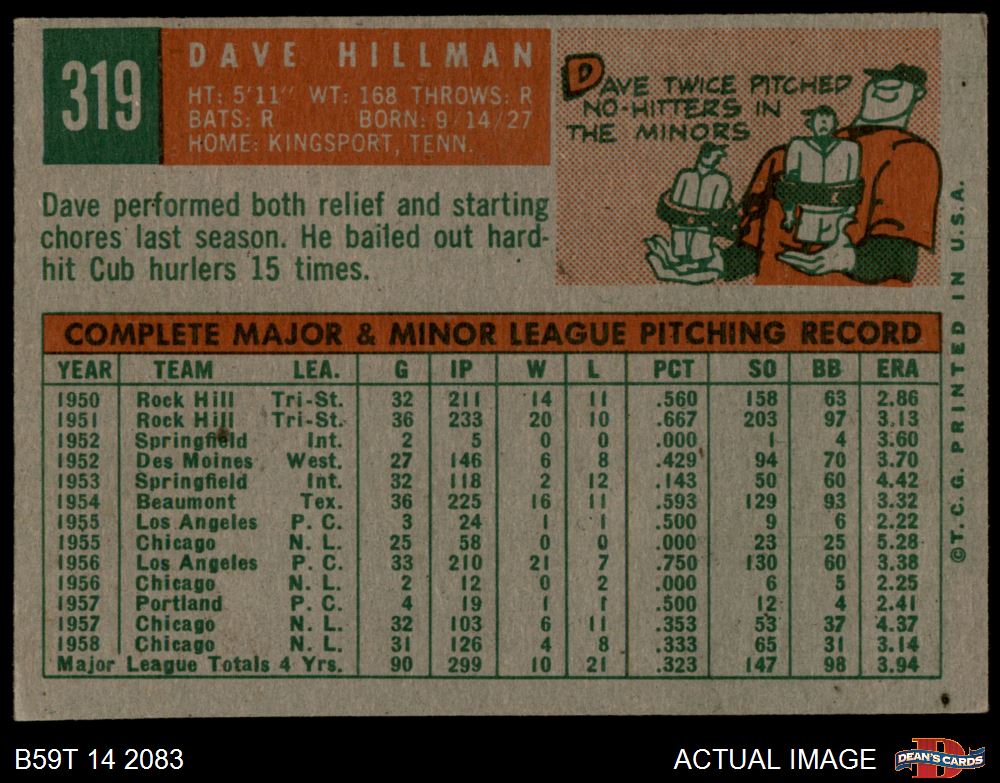 319
DAVE HILLMAN
HT: 5'11" WT: 168 THROWS: R
BATS: R BORN: 9/14/27
HOME: KINGSPORT, TENN.
DAVE TWICE PITCHED
NO-HITTERS IN
THE MINORS
Dave performed both relief and starting
chores last season. He bailed out hard-
hit Cub hurlers 15 times.
COMPLETE MAJOR & MINOR LEAGUE PITCHING RECORD
YEAR TEAM LEA. G IP W L PCT SO BB ERA
1950 Rock Hill Tri-St. 32 211 14 11 .560 158 63 2.86
1951 Rock Hill Tri-St. 36 233 20 10 .667 203 97 3.13
1952 Springfield Int. 2 5 0 0 .000 1 4 3.60
1952 Des Moines West. 27 146 6 8 .429 94 70 3.70
1953 Springfield Int. 32 118 2 12 .143 50 60 4.42
1954 Beaumont Tex. 36 225 16 11 .593 129 93 3.32
1955 Los Angeles P. C. 3 24 1 1 .500 9 6 2.22
1955 Chicago N. L. 25 58 0 0 .000 23 25 5.28
1956 Los Angeles P. C. 33 210 21 7 .750 130 60 3.38
1956 Chicago N. L. 2 12 0 2 .000 6 5 2.25
1957 Portland P. C. 4 19 1 1 .500 12 4 2.41
1957 Chicago N. L. 32 103 6 11 .353 53 37 4.37
1958 Chicago N. L. 31 126 4 8 .333 65 31 3.14
Major League Totals 4 Yrs. 90 299 10 21 .323 147 98 3.94
©T.C.G. PRINTED IN U.S.A.
B59T 14 2083
ACTUAL IMAGE
D
DEAN'S CARDS